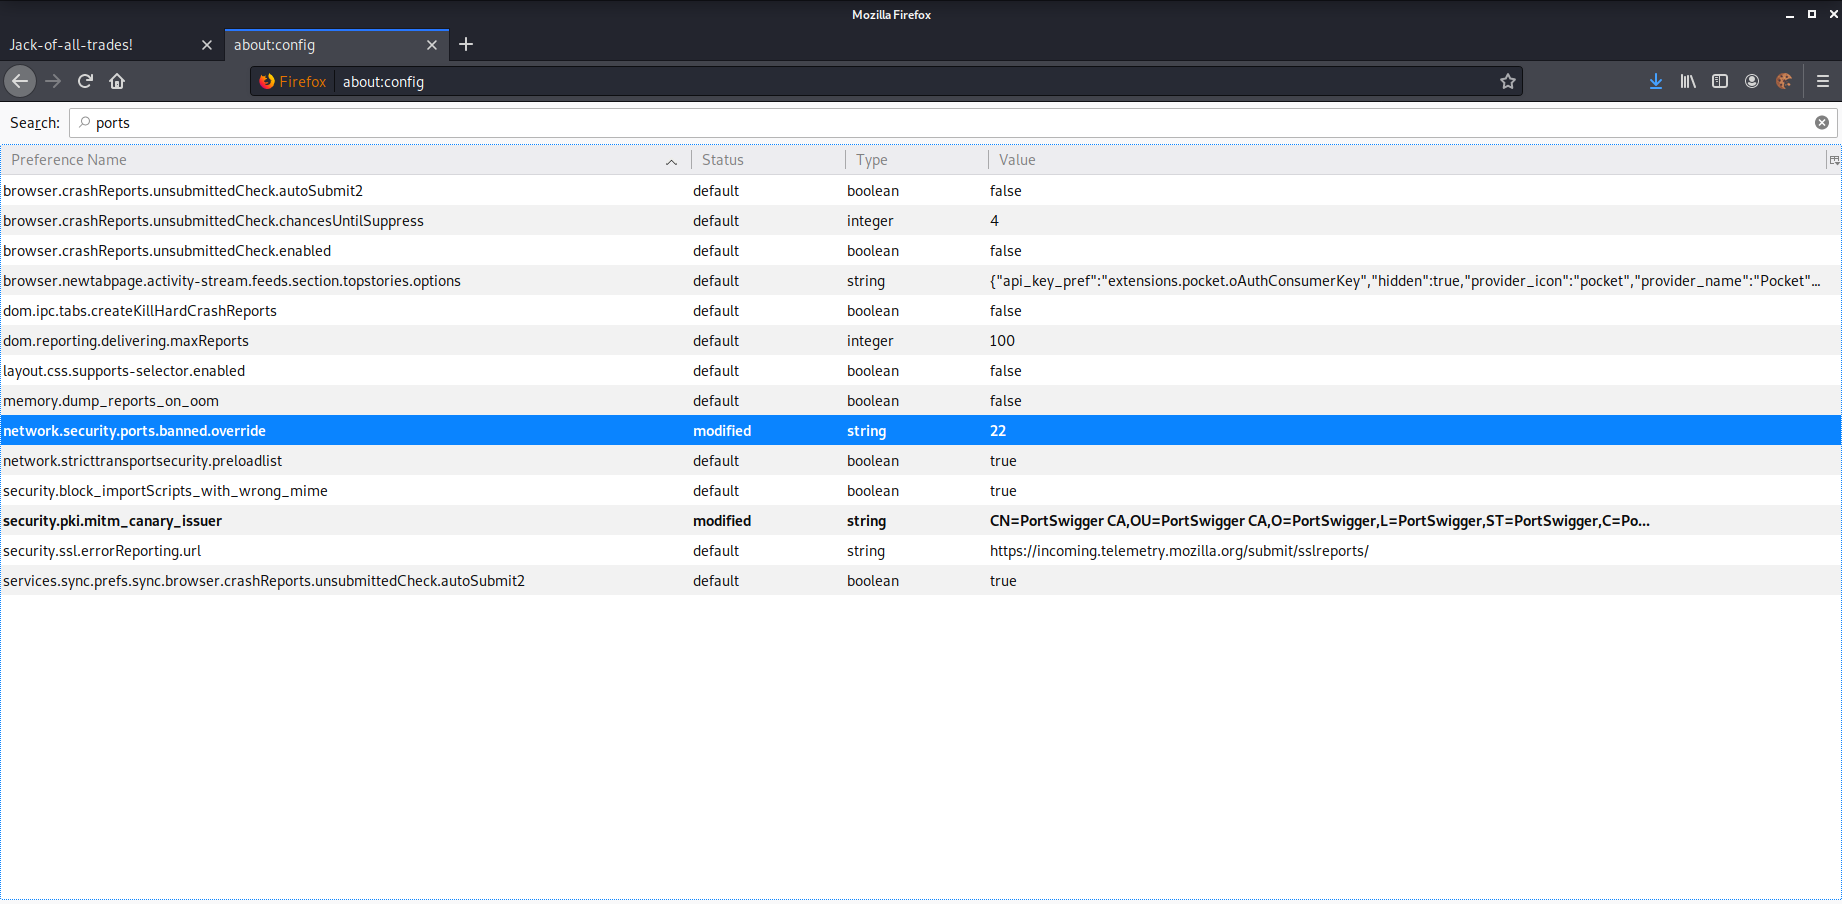 Mozilla Firefox
Jack-of-all-trades! about:config
Firefox about:config
Search: ports
Preference Name Status Type Value
browser.crashReports.unsubmittedCheck.autoSubmit2 default boolean false
browser.crashReports.unsubmittedCheck.chancesUntilSuppress default integer 4
browser.crashReports.unsubmittedCheck.enabled default boolean false
browser.newtabpage.activity-stream.feeds.section.topstories.options default string {"api_key_pref":"extensions.pocket.oAuthConsumerKey","hidden":true,"provider_icon":"pocket","provider_name":"Pocket"...
dom.ipc.tabs.createKillHardCrashReports default boolean false
dom.reporting.delivering.maxReports default integer 100
layout.css.supports-selector.enabled default boolean false
memory.dump_reports_on_oom default boolean false
network.security.ports.banned.override modified string 22
network.stricttransportsecurity.preloadlist default boolean true
security.block_importScripts_with_wrong_mime default boolean true
security.pki.mitm_canary_issuer modified string CN=PortSwigger CA,OU=PortSwigger CA,O=PortSwigger,L=PortSwigger,ST=PortSwigger,C=Po...
security.ssl.errorReporting.url default string https://incoming.telemetry.mozilla.org/submit/sslreports/
services.sync.prefs.sync.browser.crashReports.unsubmittedCheck.autoSubmit2 default boolean true